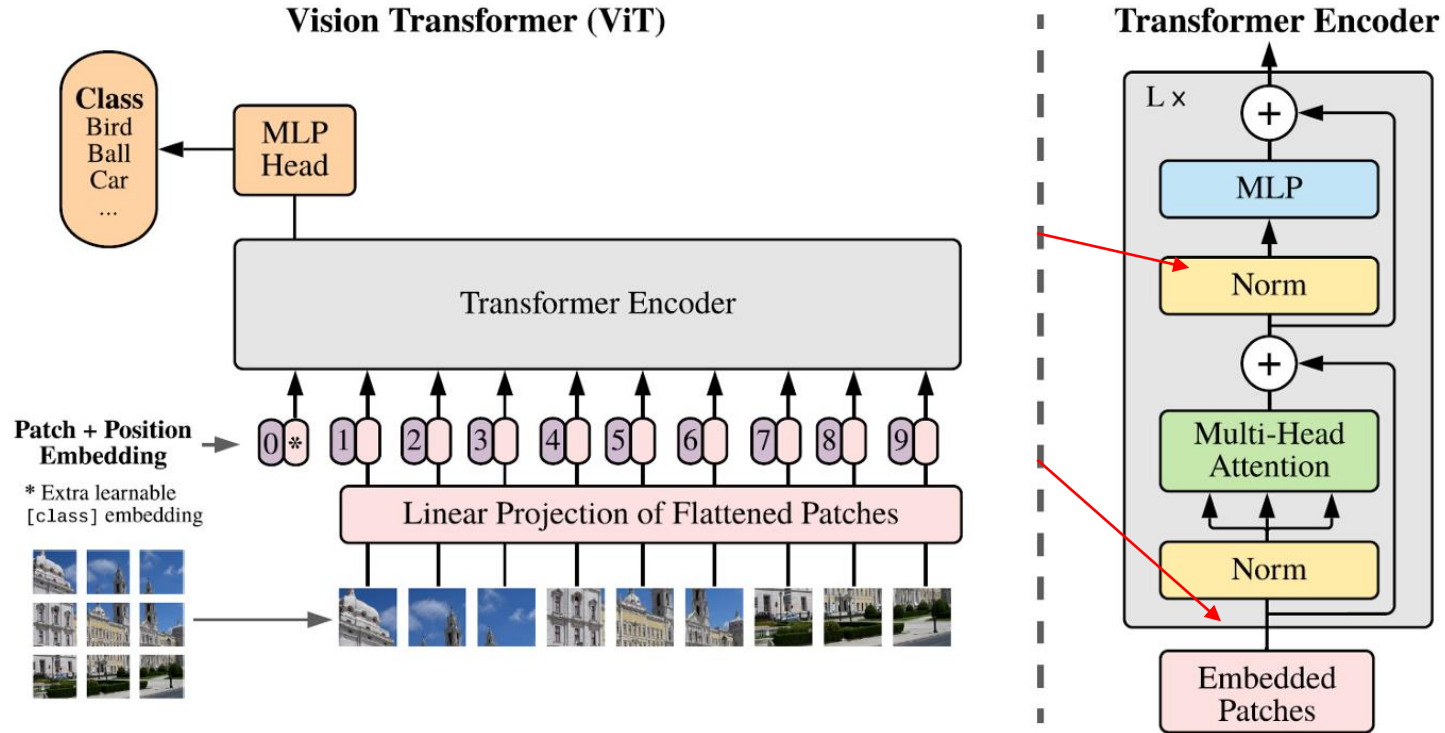 Vision Transformer (ViT)
Class
Bird
Ball
Car
...
MLP
Head
Transformer Encoder
Patch + Position
Embedding
* Extra learnable
[class] embedding
0 *
1
2
3
4
5
6
7
8
9
Linear Projection of Flattened Patches
Transformer Encoder
L ×
+
MLP
Norm
+
Multi-Head
Attention
Norm
Embedded
Patches